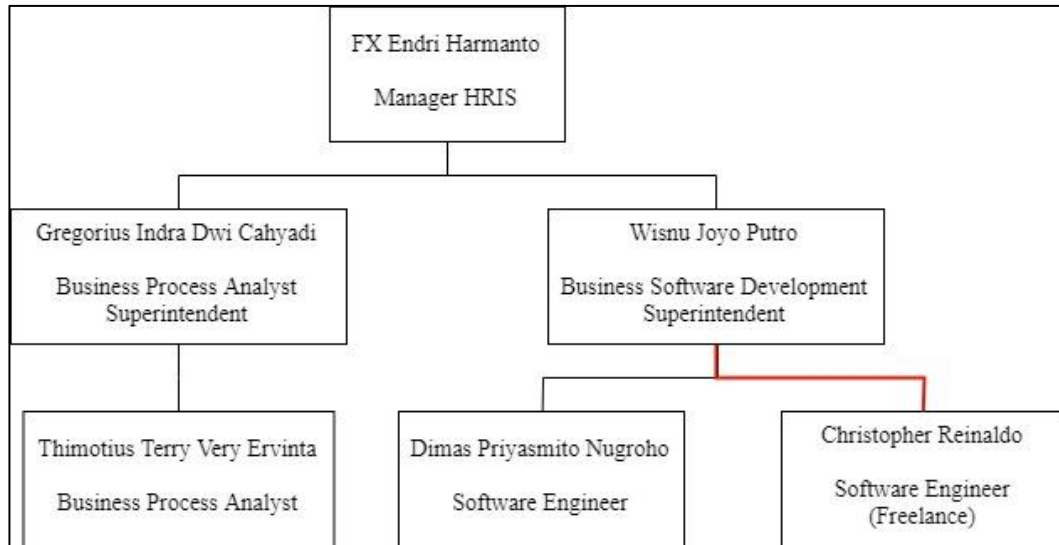 FX Endri Harmanto
Manager HRIS
Gregorius Indra Dwi Cahyadi
Business Process Analyst
Superintendent
Wisnu Joyo Putro
Business Software Development
Superintendent
Thimotius Terry Very Ervinta
Business Process Analyst
Dimas Priyasmito Nugroho
Software Engineer
Christopher Reinaldo
Software Engineer
(Freelance)